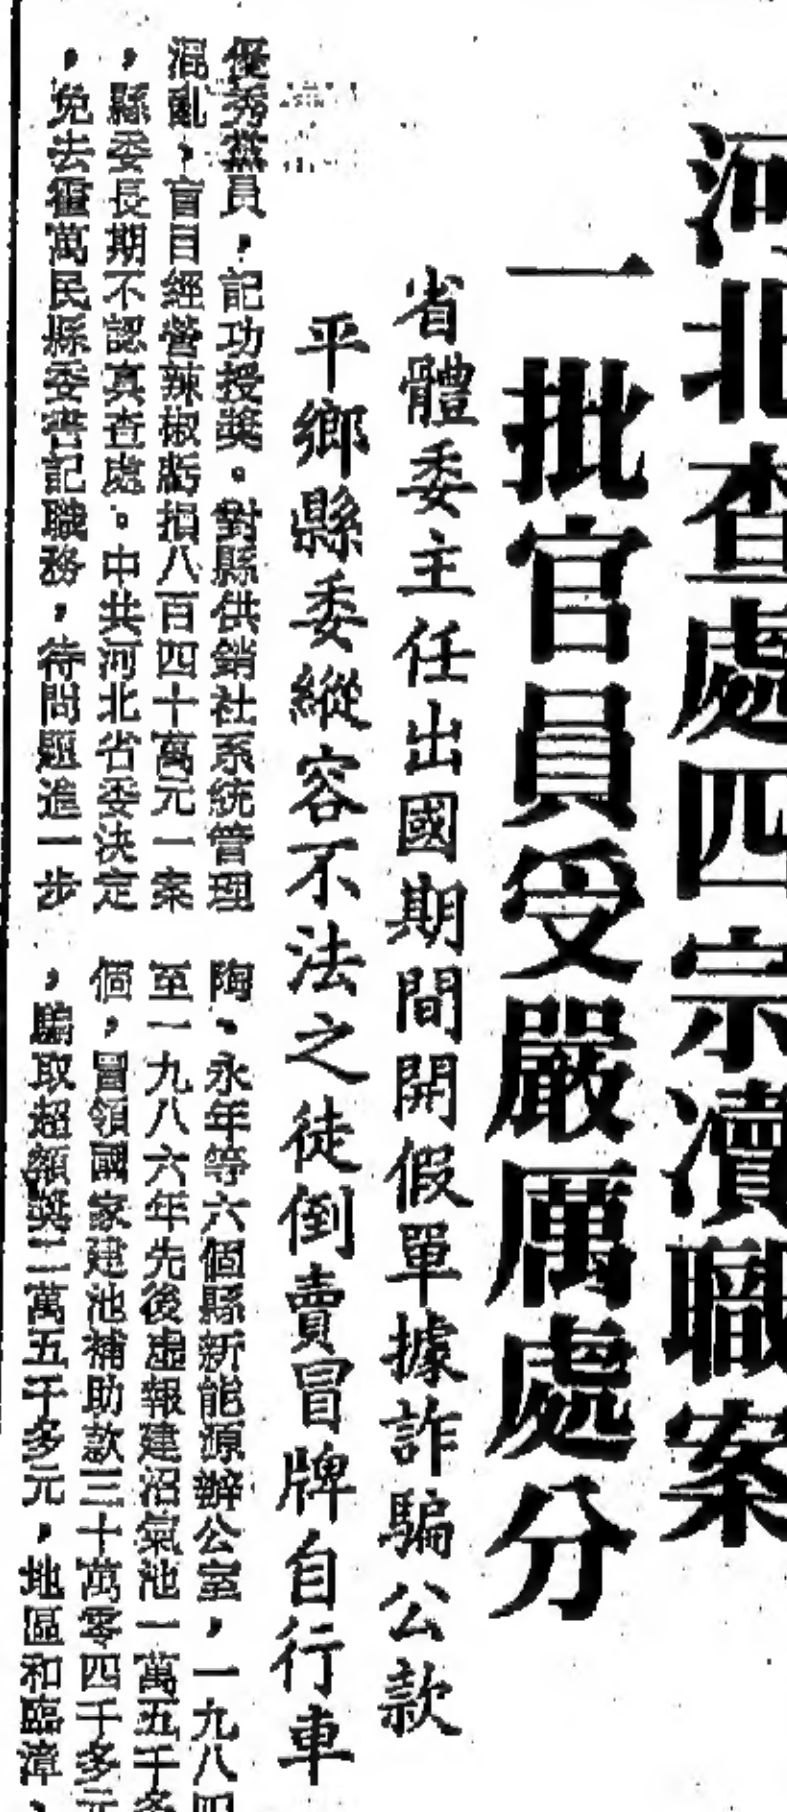 河北查處四宗瀆職案
一批官員受嚴厲處分
省體委主任出國期間開假單據詐騙公款
平鄉縣委縱容不法之徒倒賣冒牌自行車
優秀黨員，記功授獎。對縣供銷社系統管理
混亂，盲目經營辣椒虧損八百四十萬元一案
，縣委長期不認真查處。中共河北省委決定
，免去霍萬民縣委書記職務，待問題進一步
陶、永年等六個縣新能源辦公室，一九八四
至一九八六年先後虛報建沼氣池一萬五千多
個，冒領國家建池補助款三十萬零四千多元
，騙取超額獎二萬五千多元，地區和臨漳、